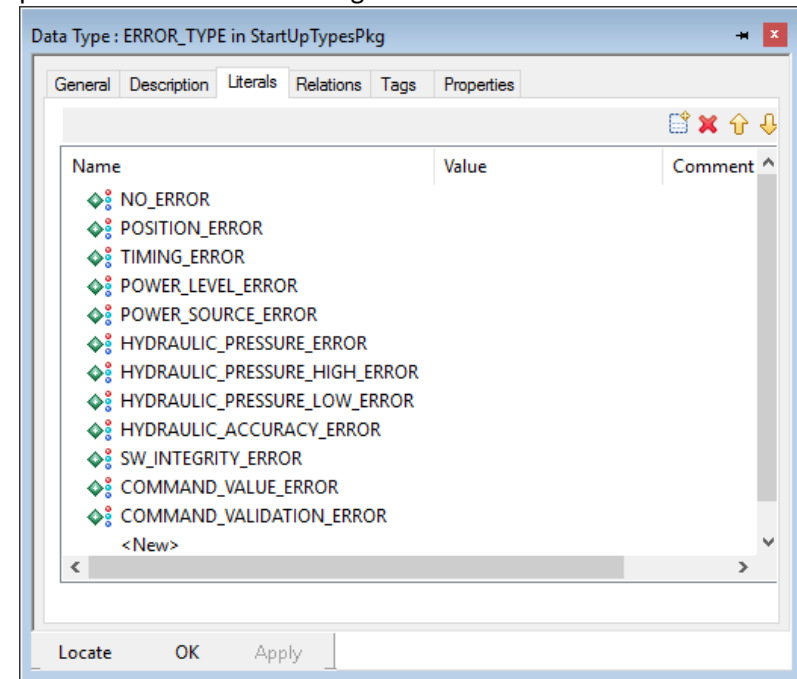 Data Type : ERROR_TYPE in StartUpTypesPkg
General Description Literals Relations Tags Properties
Name Value Comment
NO_ERROR
POSITION_ERROR
TIMING_ERROR
POWER_LEVEL_ERROR
POWER_SOURCE_ERROR
HYDRAULIC_PRESSURE_ERROR
HYDRAULIC_PRESSURE_HIGH_ERROR
HYDRAULIC_PRESSURE_LOW_ERROR
HYDRAULIC_ACCURACY_ERROR
SW_INTEGRITY_ERROR
COMMAND_VALUE_ERROR
COMMAND_VALIDATION_ERROR
<New>
Locate OK Apply